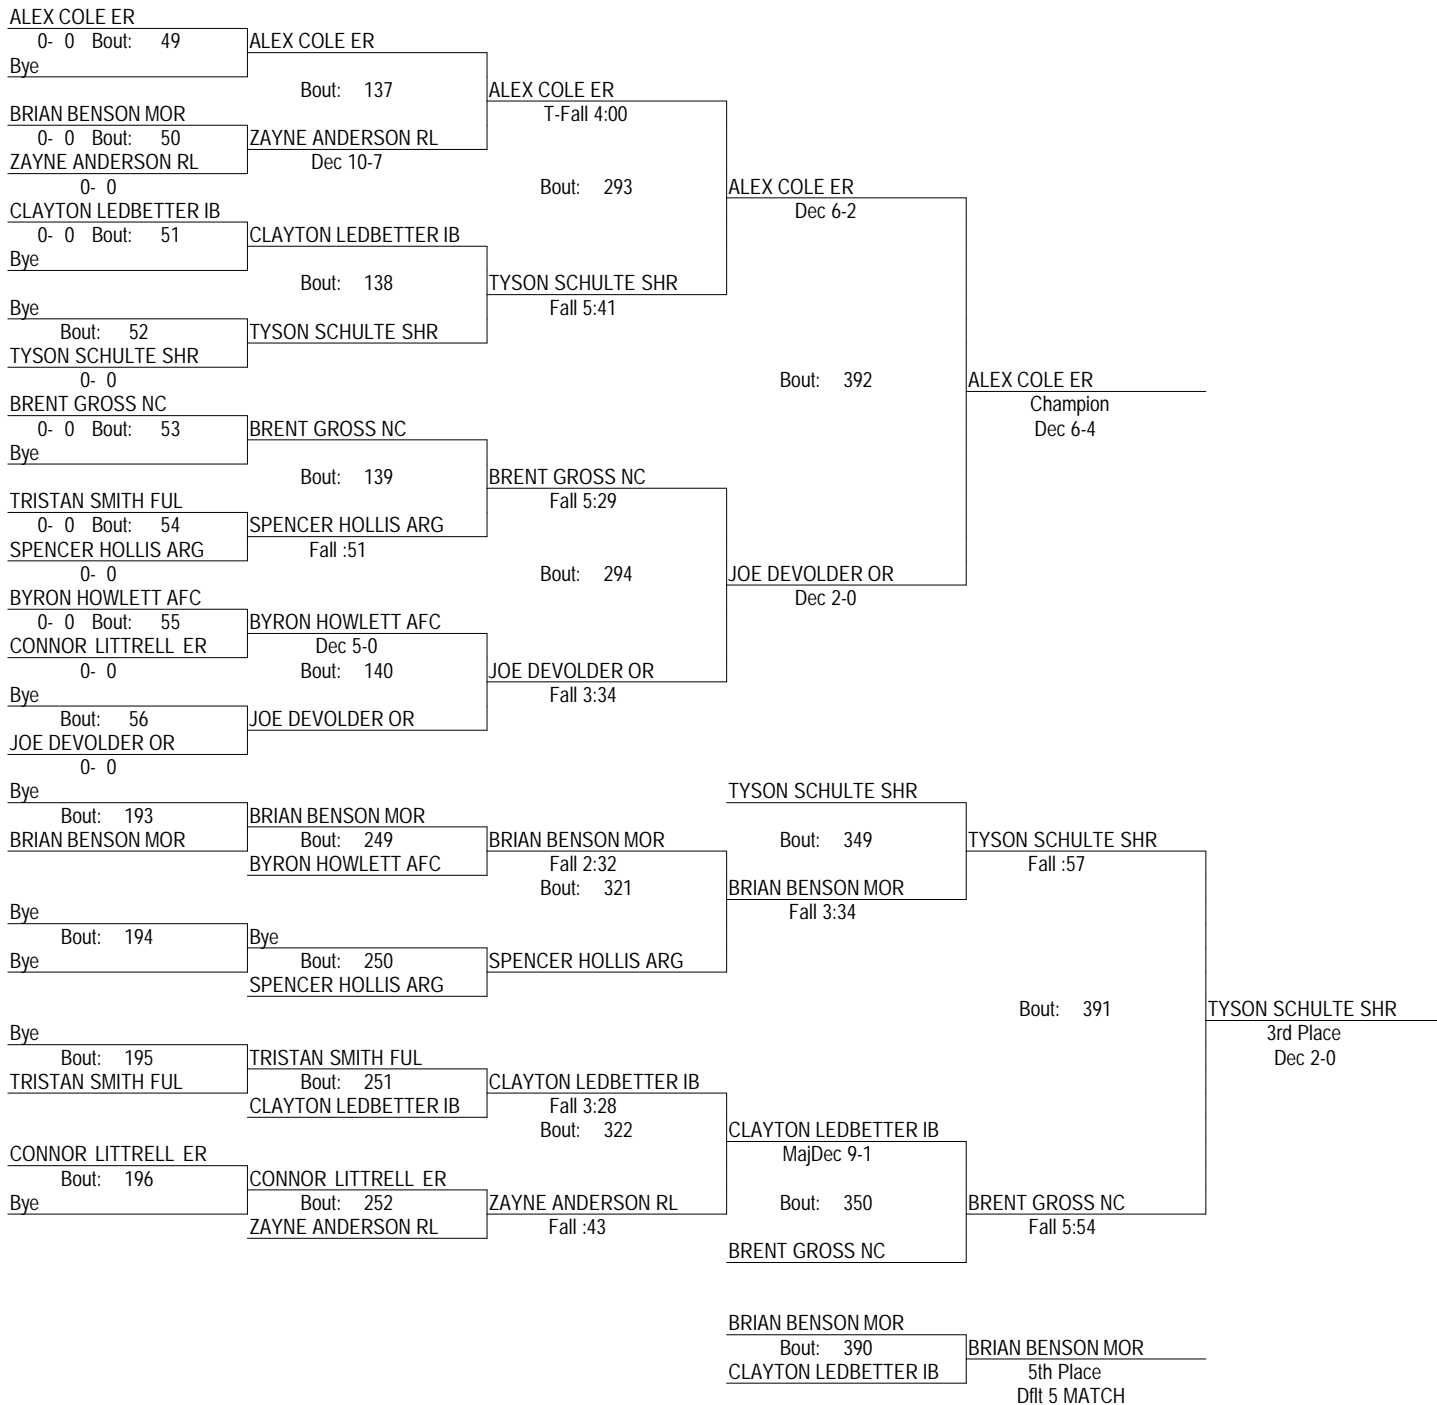 ALEX COLE ER
0- 0 Bout: 49
ALEX COLE ER
Bye
Bout: 137
ALEX COLE ER
BRIAN BENSON MOR
T-Fall 4:00
0- 0 Bout: 50
ZAYNE ANDERSON RL
ZAYNE ANDERSON RL
Dec 10-7
0- 0
Bout: 293
ALEX COLE ER
CLAYTON LEDBETTER IB
Dec 6-2
0- 0 Bout: 51
CLAYTON LEDBETTER IB
Bye
Bout: 138
TYSON SCHULTE SHR
Bye
Fall 5:41
Bout: 52
TYSON SCHULTE SHR
TYSON SCHULTE SHR
0- 0
Bout: 392
ALEX COLE ER
BRENT GROSS NC
Champion
0- 0 Bout: 53
BRENT GROSS NC
Dec 6-4
Bye
Bout: 139
BRENT GROSS NC
TRISTAN SMITH FUL
Fall 5:29
0- 0 Bout: 54
SPENCER HOLLIS ARG
SPENCER HOLLIS ARG
Fall :51
0- 0
Bout: 294
JOE DEVOLDER OR
BYRON HOWLETT AFC
Dec 2-0
0- 0 Bout: 55
BYRON HOWLETT AFC
CONNOR LITTRELL ER
Dec 5-0
0- 0
Bout: 140
JOE DEVOLDER OR
Bye
Fall 3:34
Bout: 56
JOE DEVOLDER OR
JOE DEVOLDER OR
0- 0
Bye
TYSON SCHULTE SHR
Bout: 193
BRIAN BENSON MOR
BRIAN BENSON MOR
Bout: 249
BRIAN BENSON MOR
Bout: 349
TYSON SCHULTE SHR
BYRON HOWLETT AFC
Fall 2:32
Fall :57
Bout: 321
BRIAN BENSON MOR
Bye
Fall 3:34
Bout: 194
Bye
Bye
Bout: 250
SPENCER HOLLIS ARG
SPENCER HOLLIS ARG
Bout: 391
TYSON SCHULTE SHR
Bye
3rd Place
Bout: 195
TRISTAN SMITH FUL
Dec 2-0
TRISTAN SMITH FUL
Bout: 251
CLAYTON LEDBETTER IB
CLAYTON LEDBETTER IB
Fall 3:28
Bout: 322
CLAYTON LEDBETTER IB
CONNOR LITTRELL ER
MajDec 9-1
Bout: 196
CONNOR LITTRELL ER
Bye
Bout: 252
ZAYNE ANDERSON RL
Bout: 350
BRENT GROSS NC
ZAYNE ANDERSON RL
Fall :43
Fall 5:54
BRENT GROSS NC
BRIAN BENSON MOR
Bout: 390
BRIAN BENSON MOR
CLAYTON LEDBETTER IB
5th Place
Dflt 5 MATCH